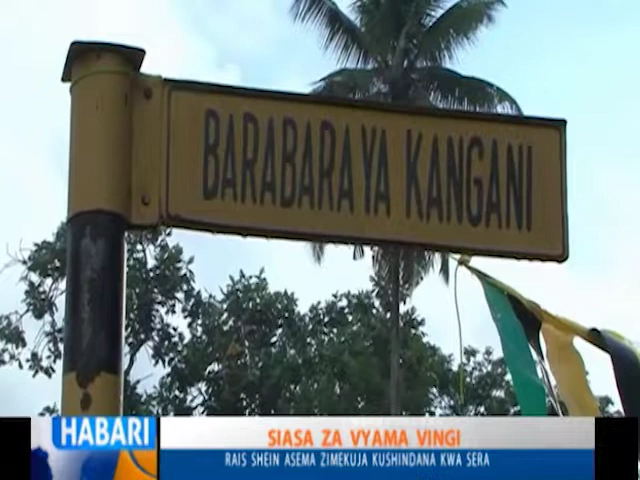 BARABARA YA KANGANI
HABARI
SIASA ZA VYAMA VINGI
RAIS SHEIN ASEMA ZIMEKUJA KUSHINDANA KWA SERA